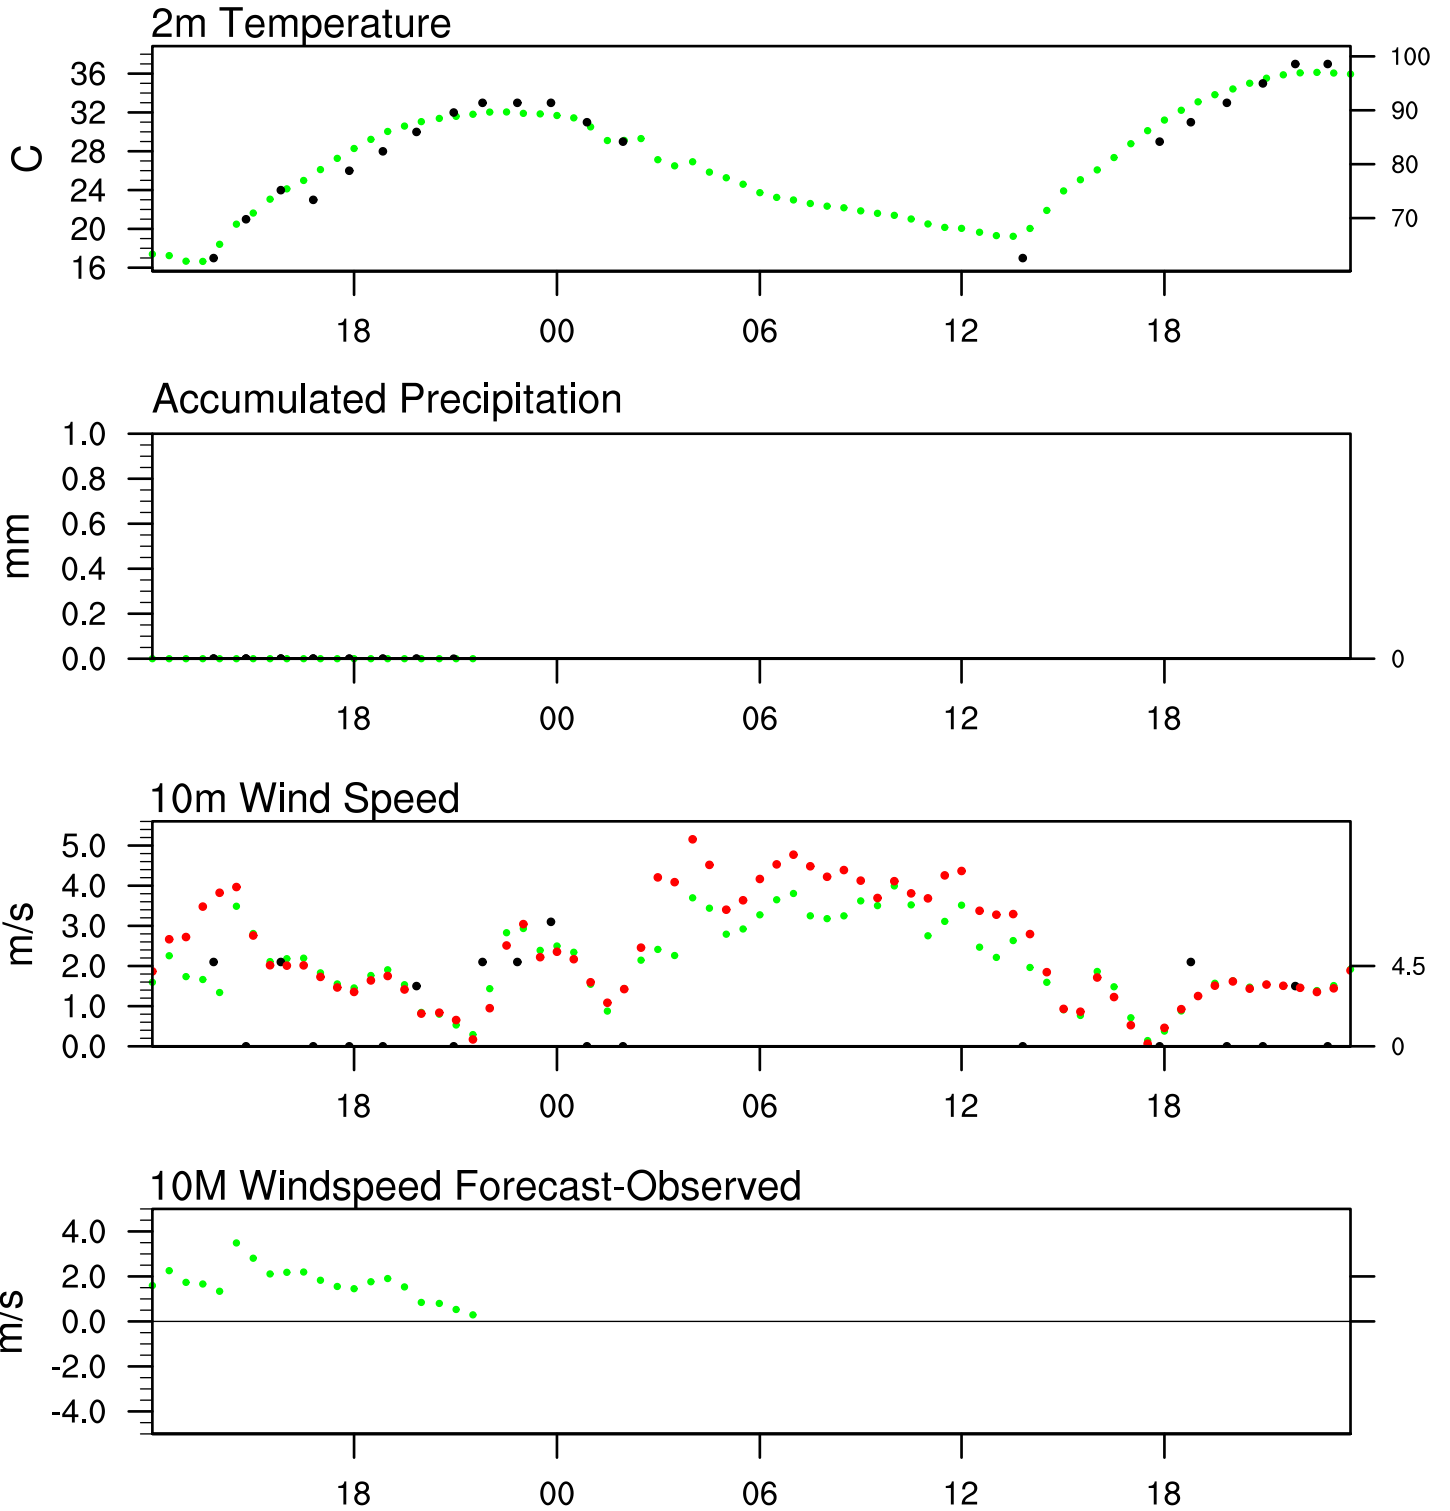 2m Temperature
36
32
28
24
20
16
C
100
90
80
70
18 00 06 12 18
Accumulated Precipitation
1.0
0.8
0.6
0.4
0.2
0.0
mm
0
18 00 06 12 18
10m Wind Speed
5.0
4.0
3.0
2.0
1.0
0.0
m/s
4.5
0
18 00 06 12 18
10M Windspeed Forecast-Observed
4.0
2.0
0.0
-2.0
-4.0
m/s
18 00 06 12 18